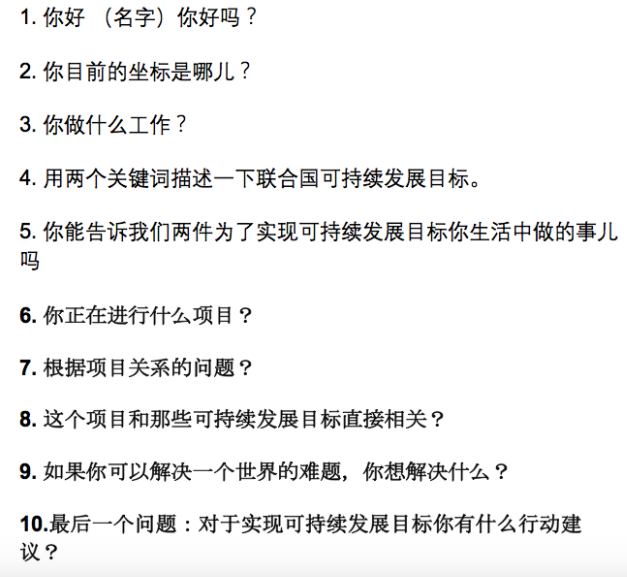 1. 你好 （名字）你好吗？
2. 你目前的坐标是哪儿？
3. 你做什么工作？
4. 用两个关键词描述一下联合国可持续发展目标。
5. 你能告诉我们两件为了实现可持续发展目标你生活中做的事儿
吗
6. 你正在进行什么项目？
7. 根据项目关系的问题？
8. 这个项目和那些可持续发展目标直接相关？
9. 如果你可以解决一个世界的难题，你想解决什么？
10.最后一个问题：对于实现可持续发展目标你有什么行动建
议？